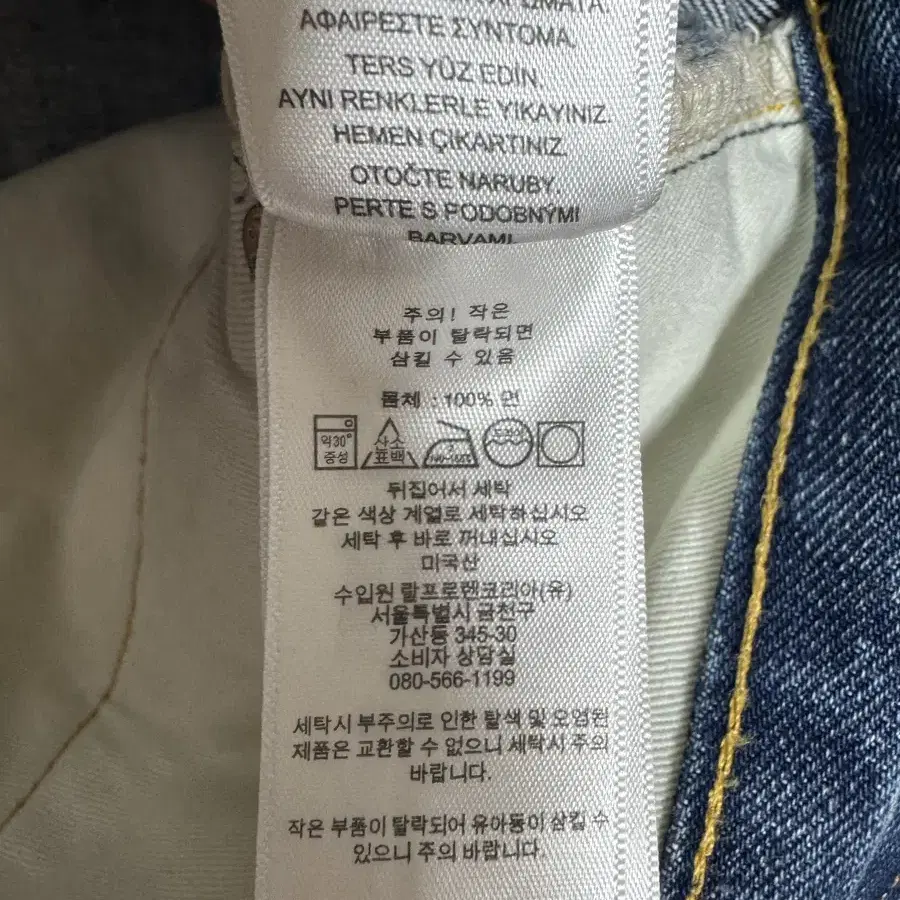 ΧΡΩΜΑΤΑ.
ΑΦΑΙΡΕΣΤΕ ΣΥΝΤΟΜΑ.
TERS YÜZ EDİN.
AYNI RENKLERLE YIKAYINIZ.
HEMEN ÇIKARTINIZ.
OTOČTE NARUBY.
PERTE S PODOBNÝMI
BARVAMI.
주의! 작은
부품이 탈락되면
삼킬 수 있음
몸체 : 100% 면
약30°
중성
산소
표백
뒤집어서 세탁
같은 색상 계열로 세탁하십시오
세탁 후 바로 꺼내십시오
미국산
수입원 랄프로렌코리아(유)
서울특별시 금천구
가산동 345-30
소비자 상담실
080-566-1199
세탁시 부주의로 인한 탈색 및 오염된
제품은 교환할 수 없으니 세탁시 주의
바랍니다.
작은 부품이 탈락되어 유아동이 삼킬 수
있으니 주의 바랍니다.